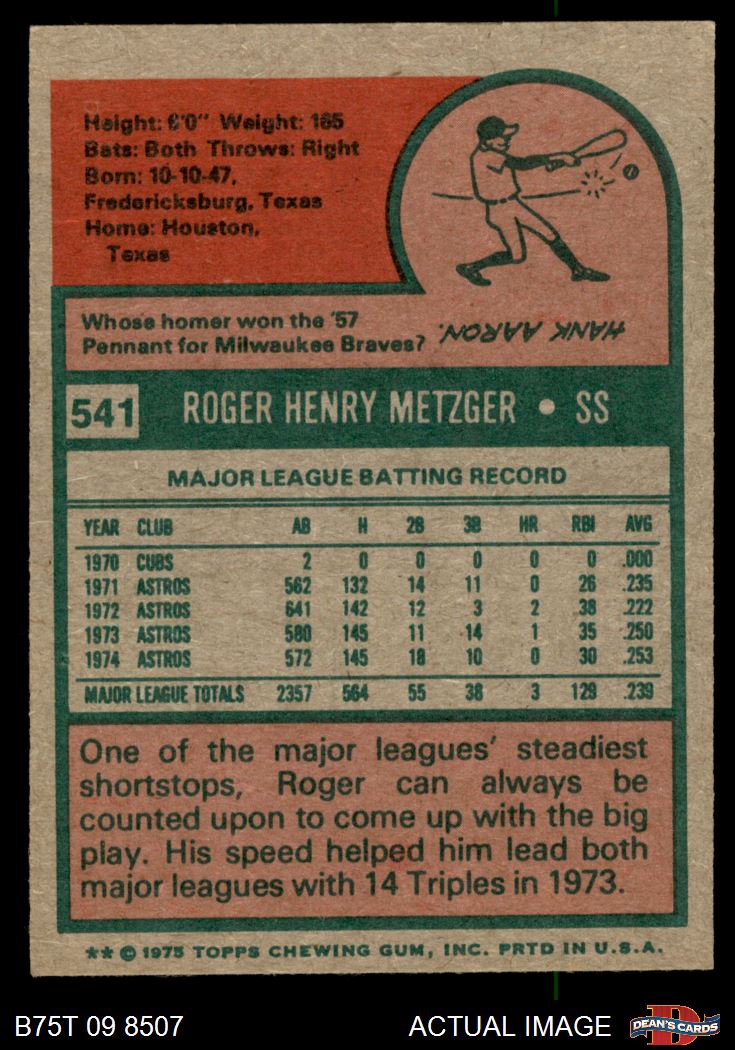 Height: 6'0" Weight: 165
Bats: Both Throws: Right
Born: 10-10-47,
Fredericksburg, Texas
Home: Houston,
Texas
Whose homer won the '57
Pennant for Milwaukee Braves?
HANK AARON.
541 ROGER HENRY METZGER • SS
MAJOR LEAGUE BATTING RECORD
YEAR CLUB AB H 2B 3B HR RBI AVG
1970 CUBS 2 0 0 0 0 0 .000
1971 ASTROS 562 132 14 11 0 26 .235
1972 ASTROS 641 142 12 3 2 38 .222
1973 ASTROS 580 145 11 14 1 35 .250
1974 ASTROS 572 145 18 10 0 30 .253
MAJOR LEAGUE TOTALS 2357 564 55 38 3 129 .239
One of the major leagues' steadiest
shortstops, Roger can always be
counted upon to come up with the big
play. His speed helped him lead both
major leagues with 14 Triples in 1973.
** © 1975 TOPPS CHEWING GUM, INC. PRTD IN U.S.A.
B75T 09 8507 ACTUAL IMAGE
D
DEAN'S CARDS